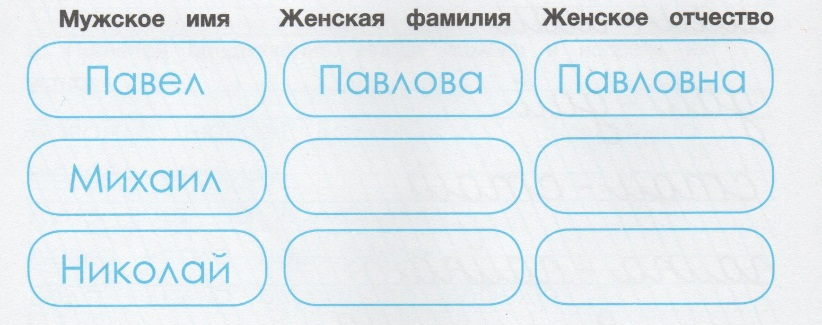 Мужское имя Женская фамилия Женское отчество
Павел Павлова Павловна
Михаил
Николай